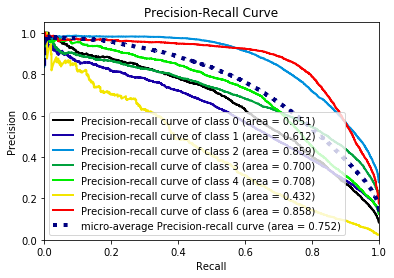 Precision-Recall Curve
1.0
0.8
0.6
0.4
0.2
0.0
Precision
Precision-recall curve of class 0 (area = 0.651)
Precision-recall curve of class 1 (area = 0.612)
Precision-recall curve of class 2 (area = 0.859)
Precision-recall curve of class 3 (area = 0.700)
Precision-recall curve of class 4 (area = 0.708)
Precision-recall curve of class 5 (area = 0.432)
Precision-recall curve of class 6 (area = 0.858)
micro-average Precision-recall curve (area = 0.752)
0.0 0.2 0.4 0.6 0.8 1.0
Recall